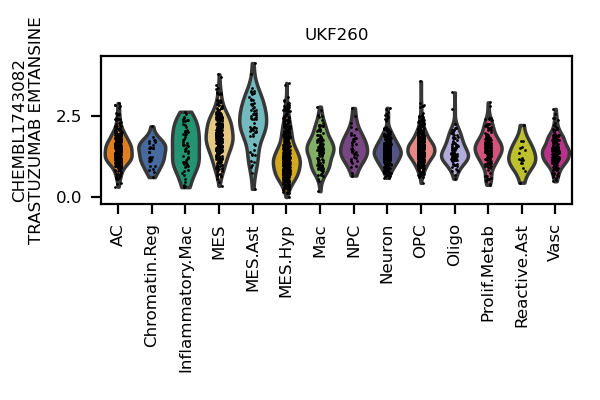 UKF260
CHEMBL1743082
TRASTUZUMAB EMTANSINE
2.5
0.0
AC
Chromatin.Reg
Inflammatory.Mac
MES
MES.Ast
MES.Hyp
Mac
NPC
Neuron
OPC
Oligo
Prolif.Metab
Reactive.Ast
Vasc